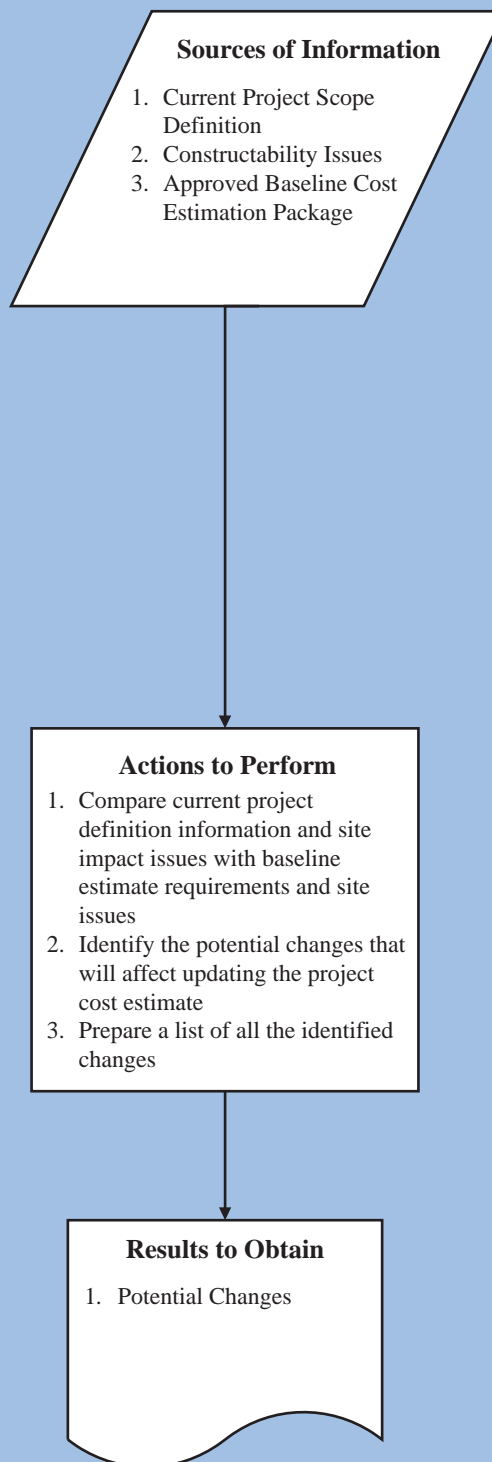 Sources of Information
1. Current Project Scope
Definition
2. Constructability Issues
3. Approved Baseline Cost
Estimation Package
Actions to Perform
1. Compare current project
definition information and site
impact issues with baseline
estimate requirements and site
issues
2. Identify the potential changes that
will affect updating the project
cost estimate
3. Prepare a list of all the identified
changes
Results to Obtain
1. Potential Changes